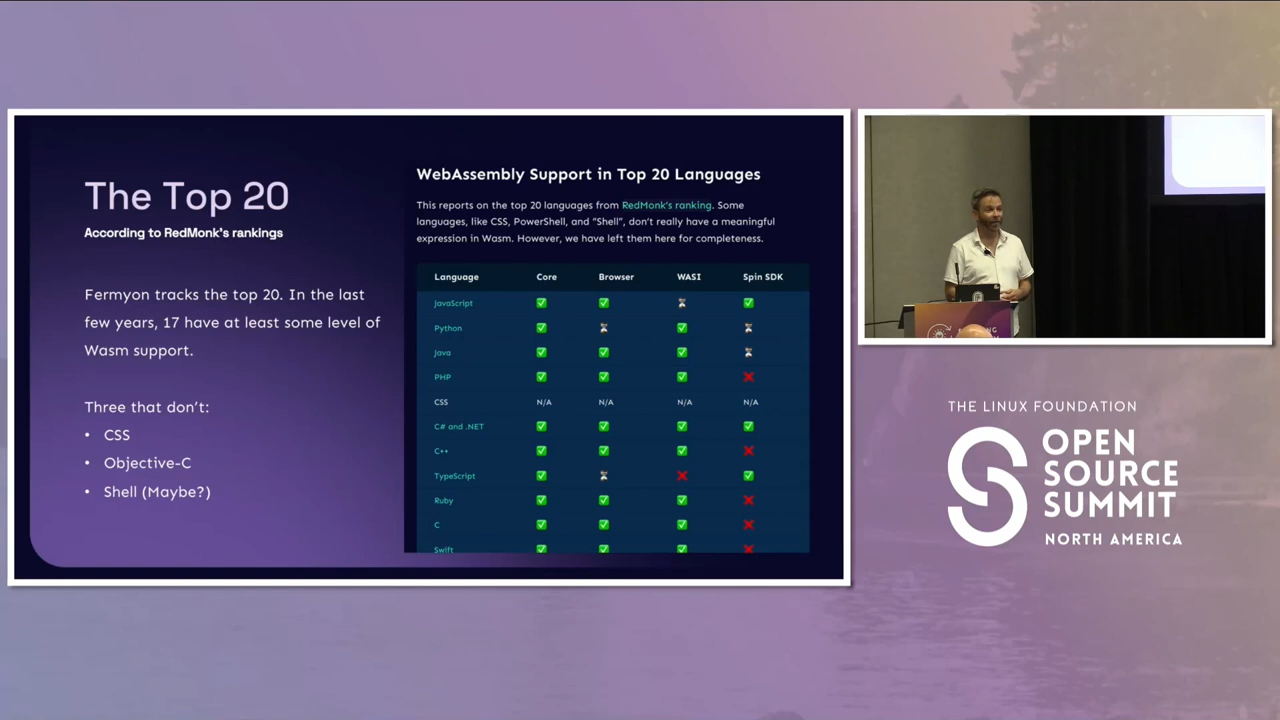 The Top 20
According to RedMonk's rankings
Fermyon tracks the top 20. In the last
few years, 17 have at least some level of
Wasm support.
Three that don't:
• CSS
• Objective-C
• Shell (Maybe?)
WebAssembly Support in Top 20 Languages
This reports on the top 20 languages from RedMonk's ranking. Some
languages, like CSS, PowerShell, and "Shell", don't really have a meaningful
expression in Wasm. However, we have left them here for completeness.
Language Core Browser WASI Spin SDK
JavaScript ✅ ✅ ⌛ ✅
Python ✅ ⌛ ✅ ⌛
Java ✅ ✅ ✅ ⌛
PHP ✅ ✅ ✅ ❌
CSS N/A N/A N/A N/A
C# and .NET ✅ ✅ ✅ ✅
C++ ✅ ✅ ✅ ❌
TypeScript ✅ ⌛ ❌ ✅
Ruby ✅ ✅ ✅ ❌
C ✅ ✅ ✅ ❌
Swift ✅ ✅ ✅ ❌
THE LINUX FOUNDATION
OPEN
SOURCE
SUMMIT
NORTH AMERICA